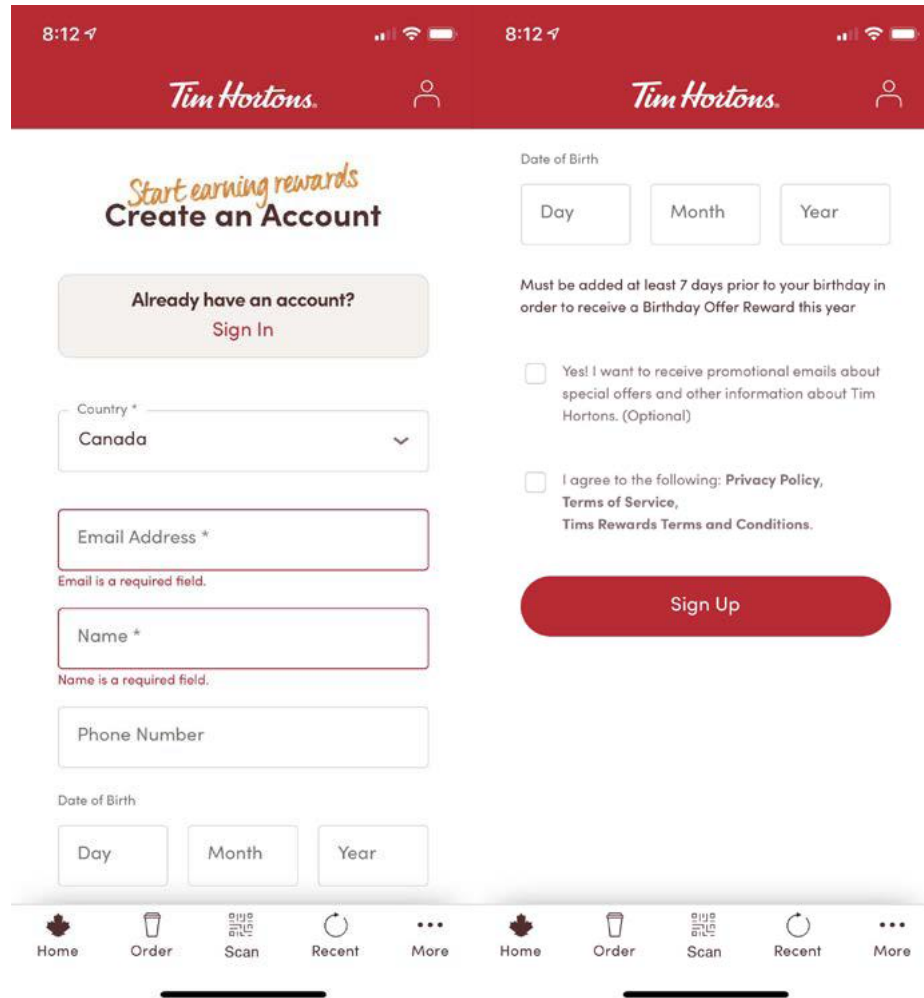 8:12
Tim Hortons.
Start earning rewards
Create an Account
Already have an account?
Sign In
Country *
Canada
Email Address *
Email is a required field.
Name *
Name is a required field.
Phone Number
Date of Birth
Day Month Year
Home Order Scan Recent More
8:12
Tim Hortons.
Date of Birth
Day Month Year
Must be added at least 7 days prior to your birthday in
order to receive a Birthday Offer Reward this year
Yes! I want to receive promotional emails about
special offers and other information about Tim
Hortons. (Optional)
I agree to the following: Privacy Policy,
Terms of Service,
Tims Rewards Terms and Conditions.
Sign Up
Home Order Scan Recent More